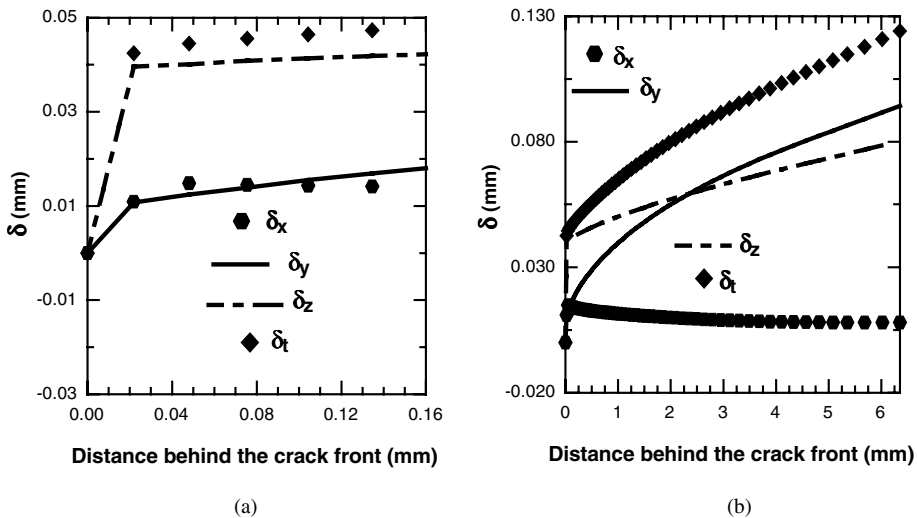 0.05
0.03
0.01
-0.01
-0.03
δ (mm)
δx
δy
δz
δt
0.00 0.04 0.08 0.12 0.16
Distance behind the crack front (mm)
(a)
0.130
0.080
0.030
-0.020
δ (mm)
δx
δy
δz
δt
0 1 2 3 4 5 6
Distance behind the crack front (mm)
(b)